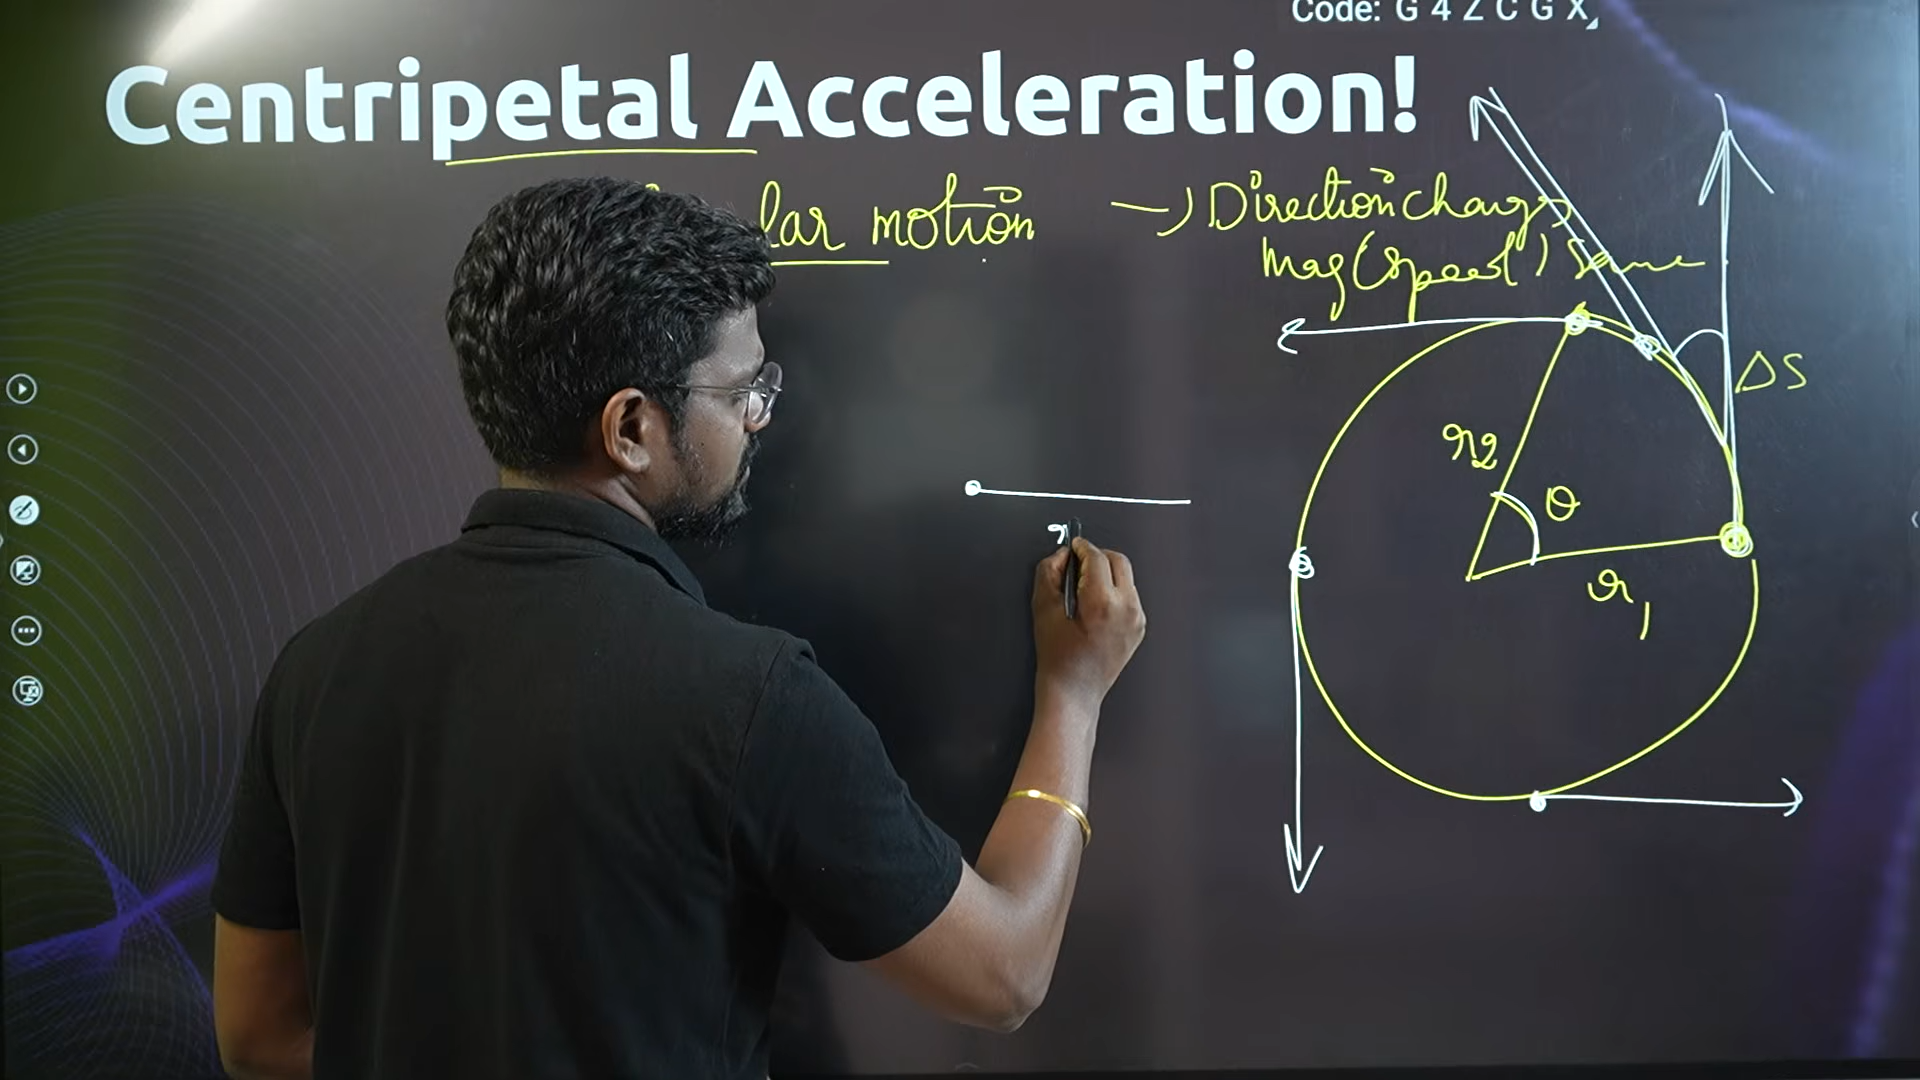 Code: G 4 Z C G X
Centripetal Acceleration!
lar motion → Direction change
Mag (speed) same
Δs
r2
θ
r1
r